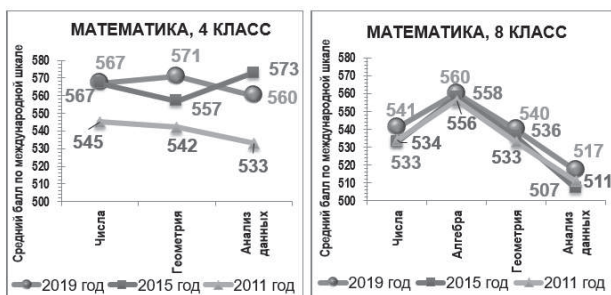 МАТЕМАТИКА, 4 КЛАСС
Средний балл по международной шкале
580
570
560
550
540
530
520
510
500
567
571
573
567
557
560
545
542
533
Числа
Геометрия
Анализ
данных
2019 год
2015 год
2011 год
МАТЕМАТИКА, 8 КЛАСС
Средний балл по международной шкале
580
570
560
550
540
530
520
510
500
560
541
558
540
556
536
534
533
533
517
507
511
Числа
Алгебра
Геометрия
Анализ
данных
2019 год
2015 год
2011 год